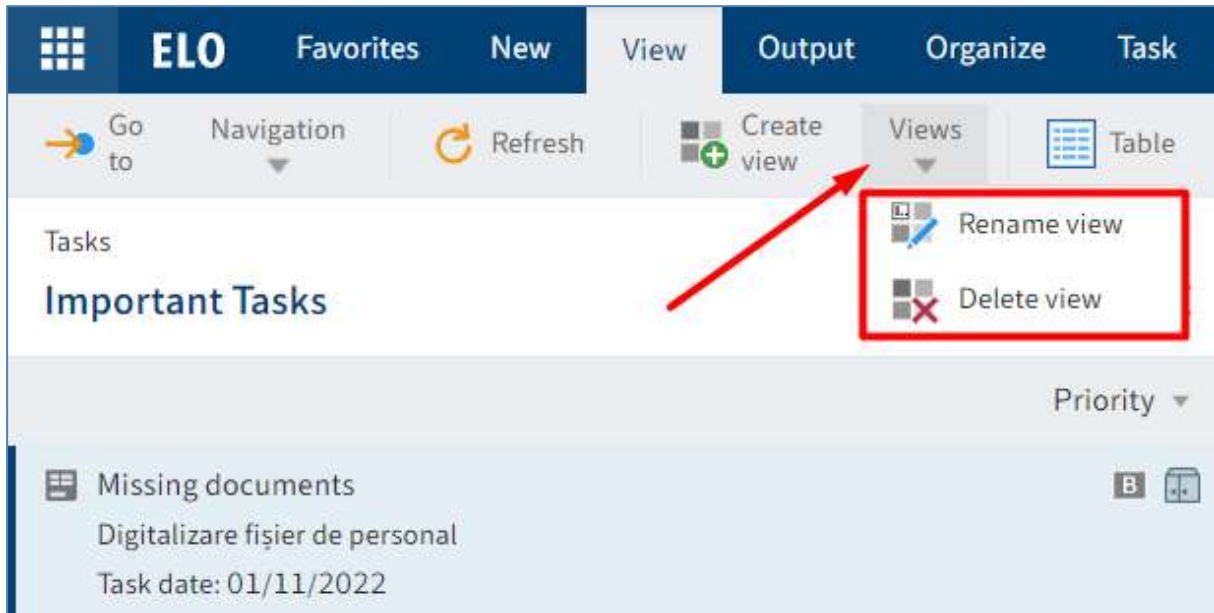 ELO Favorites New View Output Organize Task
Go to Navigation Refresh Create view Views Table
Rename view
Tasks
Delete view
Important Tasks
Priority
Missing documents B
Digitalizare fișier de personal
Task date: 01/11/2022